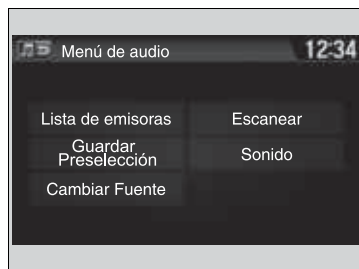 Menú de audio 12:34
Lista de emisoras Escanear
Guardar
Preselección Sonido
Cambiar Fuente